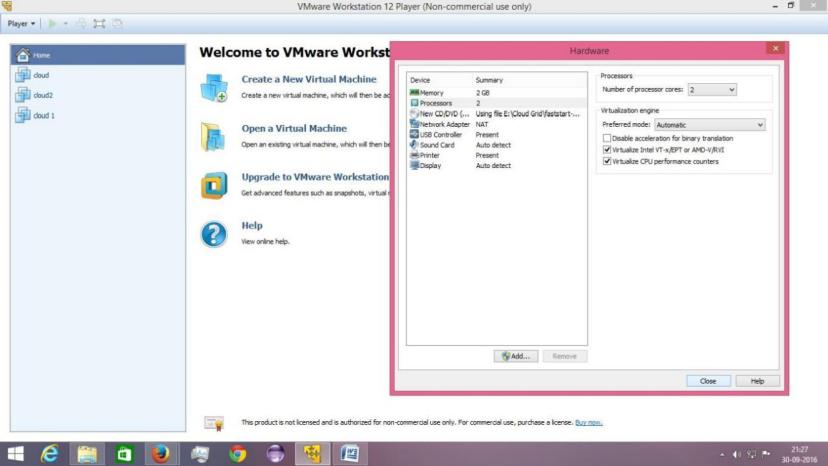 VMware Workstation 12 Player (Non-commercial use only)
Player
Home
cloud
cloud2
cloud 1
Welcome to VMware Workst
Create a New Virtual Machine
Create a new virtual machine, which will then be ad
Open a Virtual Machine
Open an existing virtual machine, which will then be
Upgrade to VMware Workstation
Get advanced features such as snapshots, virtual
Help
View online help.
Hardware
Device Summary
Memory 2 GB
Processors 2
New CD/DVD (... Using file E:\Cloud Grid\faststart-...
Network Adapter NAT
USB Controller Present
Sound Card Auto detect
Printer Present
Display Auto detect
Add... Remove
Processors
Number of processor cores: 2
Virtualization engine
Preferred mode: Automatic
Disable acceleration for binary translation
Virtualize Intel VT-x/EPT or AMD-V/RVI
Virtualize CPU performance counters
Close Help
This product is not licensed and is authorized for non-commercial use only. For commercial use, purchase a license. Buy now.
21:27
30-09-2016